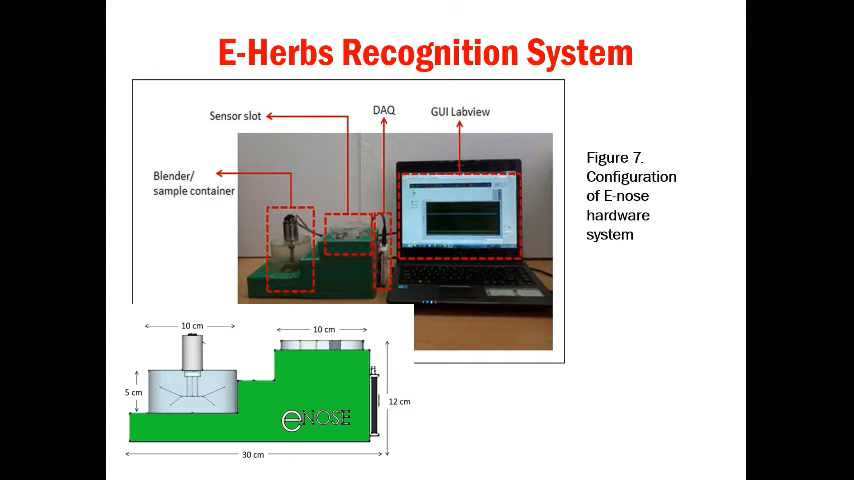 E-Herbs Recognition System
Sensor slot
DAQ
GUI Labview
Blender/
sample container
Figure 7.
Configuration
of E-nose
hardware
system
10 cm
10 cm
5 cm
12 cm
eNOSE
30 cm